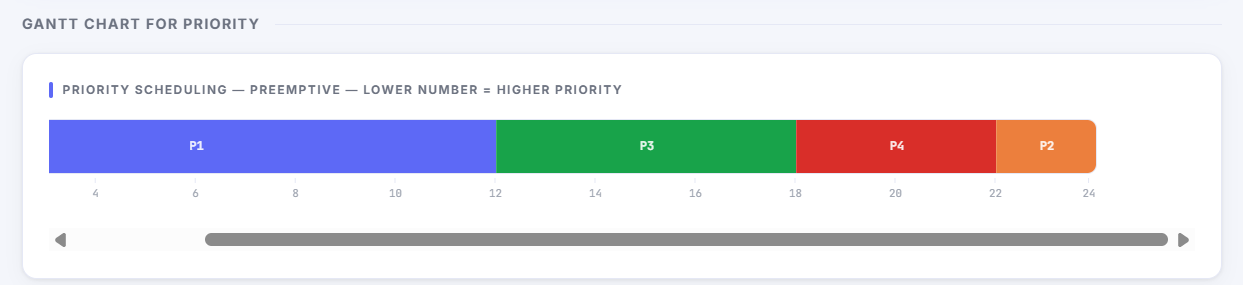 GANTT CHART FOR PRIORITY
PRIORITY SCHEDULING — PREEMPTIVE — LOWER NUMBER = HIGHER PRIORITY
P1 P3 P4 P2
4 6 8 10 12 14 16 18 20 22 24